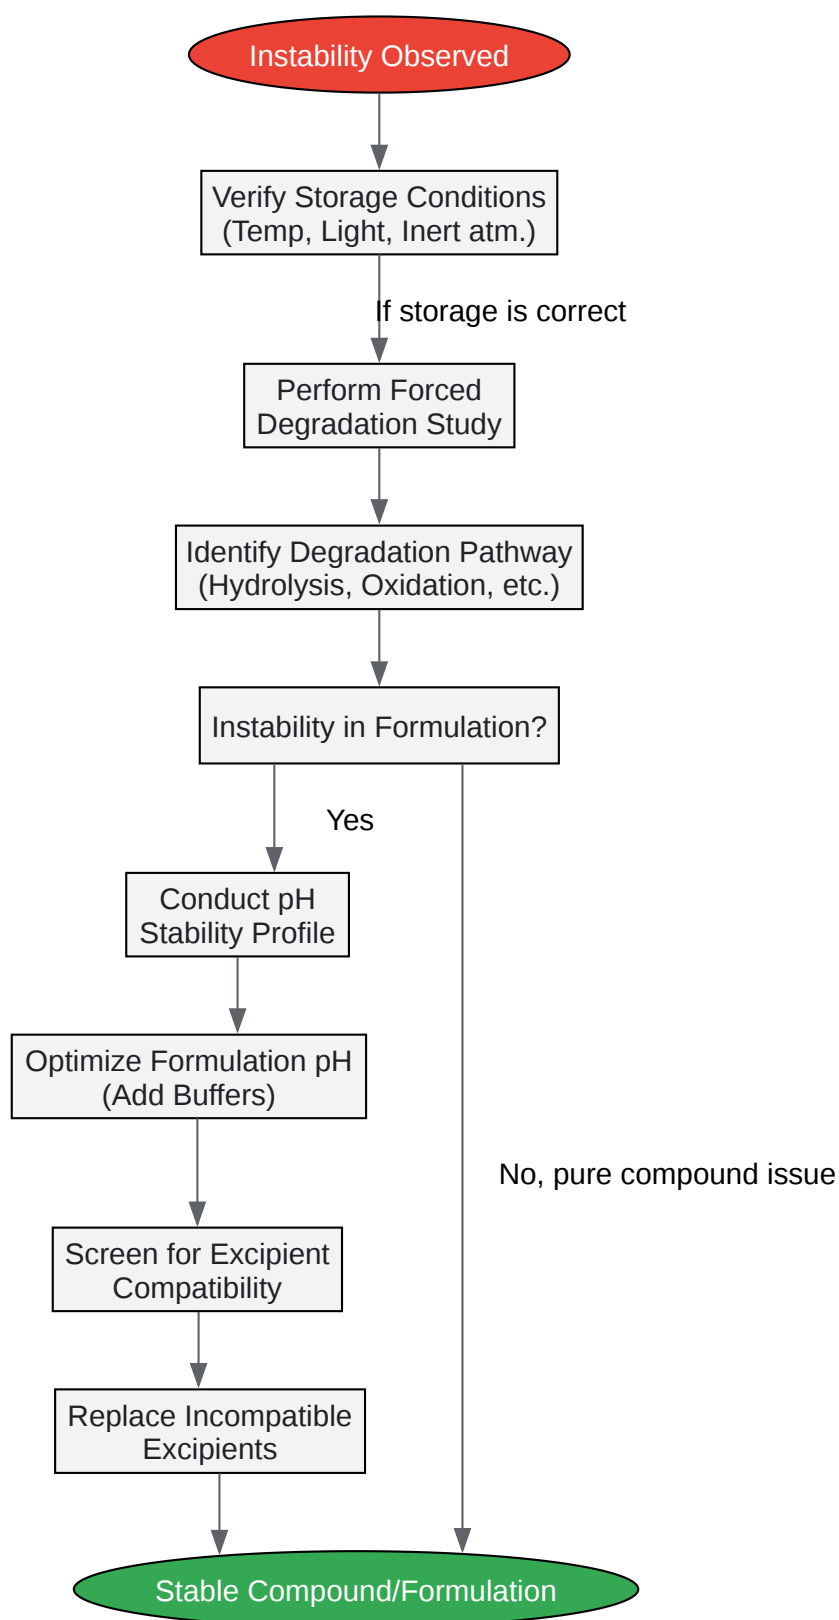 Instability Observed
Verify Storage Conditions
(Temp, Light, Inert atm.)
If storage is correct
Perform Forced
Degradation Study
Identify Degradation Pathway
(Hydrolysis, Oxidation, etc.)
Instability in Formulation?
Yes
Conduct pH
Stability Profile
Optimize Formulation pH
(Add Buffers)
No, pure compound issue
Screen for Excipient
Compatibility
Replace Incompatible
Excipients
Stable Compound/Formulation